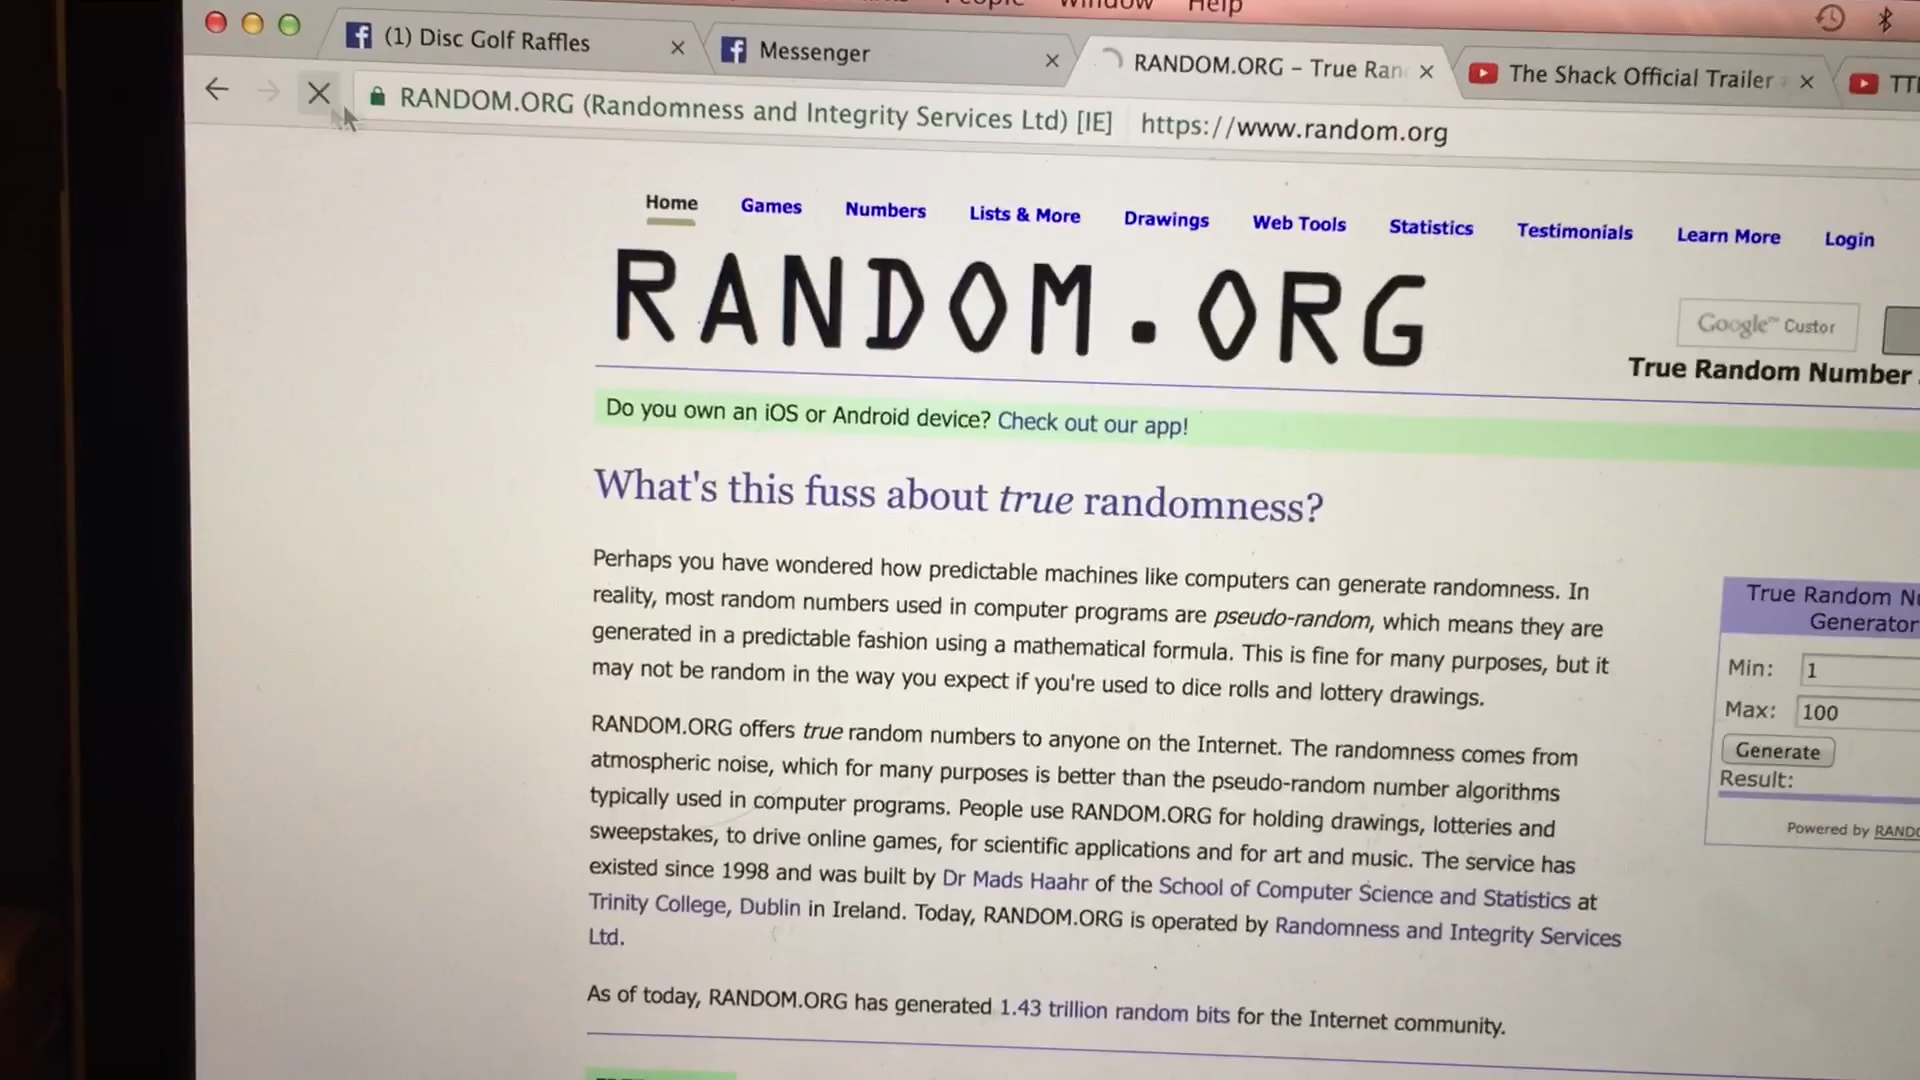 Window Help
(1) Disc Golf Raffles
Messenger
RANDOM.ORG – True Ran
The Shack Official Trailer
RANDOM.ORG (Randomness and Integrity Services Ltd) [IE] https://www.random.org
Home Games Numbers Lists & More Drawings Web Tools Statistics Testimonials Learn More Login
RANDOM.ORG
Google™ Custor
True Random Number
Do you own an iOS or Android device? Check out our app!
What's this fuss about true randomness?
Perhaps you have wondered how predictable machines like computers can generate randomness. In
reality, most random numbers used in computer programs are pseudo-random, which means they are
generated in a predictable fashion using a mathematical formula. This is fine for many purposes, but it
may not be random in the way you expect if you're used to dice rolls and lottery drawings.
RANDOM.ORG offers true random numbers to anyone on the Internet. The randomness comes from
atmospheric noise, which for many purposes is better than the pseudo-random number algorithms
typically used in computer programs. People use RANDOM.ORG for holding drawings, lotteries and
sweepstakes, to drive online games, for scientific applications and for art and music. The service has
existed since 1998 and was built by Dr Mads Haahr of the School of Computer Science and Statistics at
Trinity College, Dublin in Ireland. Today, RANDOM.ORG is operated by Randomness and Integrity Services
Ltd.
As of today, RANDOM.ORG has generated 1.43 trillion random bits for the Internet community.
True Random Nu
Generator
Min: 1
Max: 100
Generate
Result:
Powered by RANDO